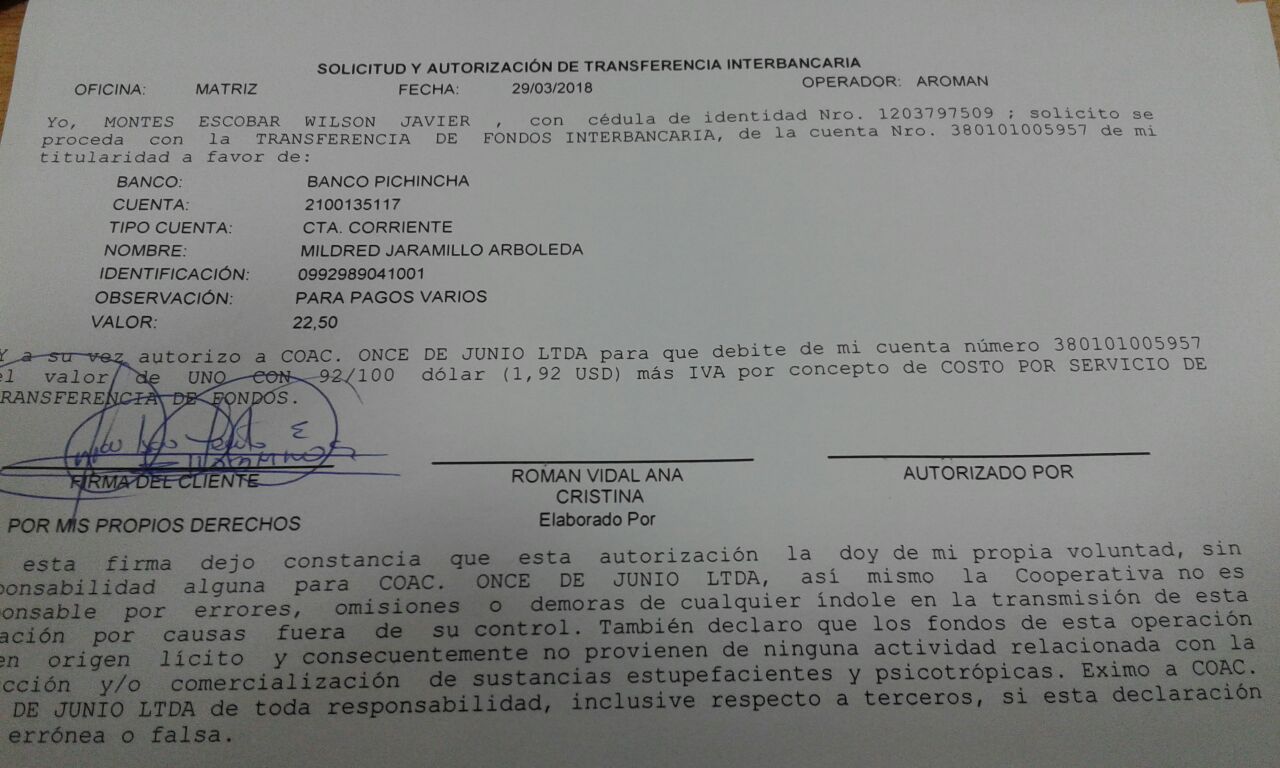 SOLICITUD Y AUTORIZACIÓN DE TRANSFERENCIA INTERBANCARIA
OFICINA: MATRIZ FECHA: 29/03/2018 OPERADOR: AROMAN
Yo, MONTES ESCOBAR WILSON JAVIER , con cédula de identidad Nro. 1203797509 ; solicito se
proceda con la TRANSFERENCIA DE FONDOS INTERBANCARIA, de la cuenta Nro. 380101005957 de mi
titularidad a favor de:
BANCO: BANCO PICHINCHA
CUENTA: 2100135117
TIPO CUENTA: CTA. CORRIENTE
NOMBRE: MILDRED JARAMILLO ARBOLEDA
IDENTIFICACIÓN: 0992989041001
OBSERVACIÓN: PARA PAGOS VARIOS
VALOR: 22,50
Y a su vez autorizo a COAC. ONCE DE JUNIO LTDA para que debite de mi cuenta número 380101005957
el valor de UNO CON 92/100 dólar (1,92 USD) más IVA por concepto de COSTO POR SERVICIO DE
RANSFERENCIA DE FONDOS.
FIRMA DEL CLIENTE ROMAN VIDAL ANA AUTORIZADO POR
CRISTINA
POR MIS PROPIOS DERECHOS Elaborado Por
esta firma dejo constancia que esta autorización la doy de mi propia voluntad, sin
ponsabilidad alguna para COAC. ONCE DE JUNIO LTDA, así mismo la Cooperativa no es
ponsable por errores, omisiones o demoras de cualquier índole en la transmisión de esta
ación por causas fuera de su control. También declaro que los fondos de esta operación
en origen lícito y consecuentemente no provienen de ninguna actividad relacionada con la
cción y/o comercialización de sustancias estupefacientes y psicotrópicas. Eximo a COAC.
DE JUNIO LTDA de toda responsabilidad, inclusive respecto a terceros, si esta declaración
errónea o falsa.